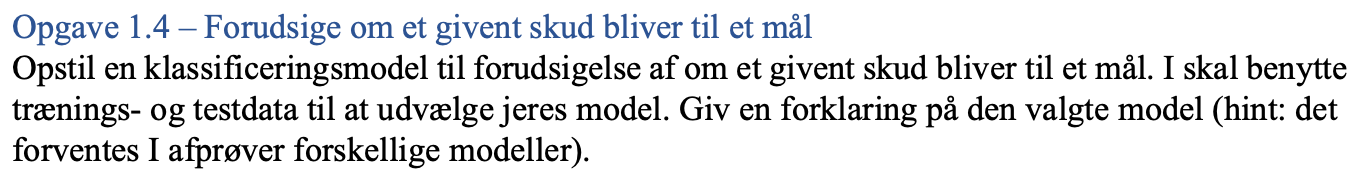 Opgave 1.4 – Forudsige om et givent skud bliver til et mål
Opstil en klassificeringsmodel til forudsigelse af om et givent skud bliver til et mål. I skal benytte
trænings- og testdata til at udvælge jeres model. Giv en forklaring på den valgte model (hint: det
forventes I afprøver forskellige modeller).